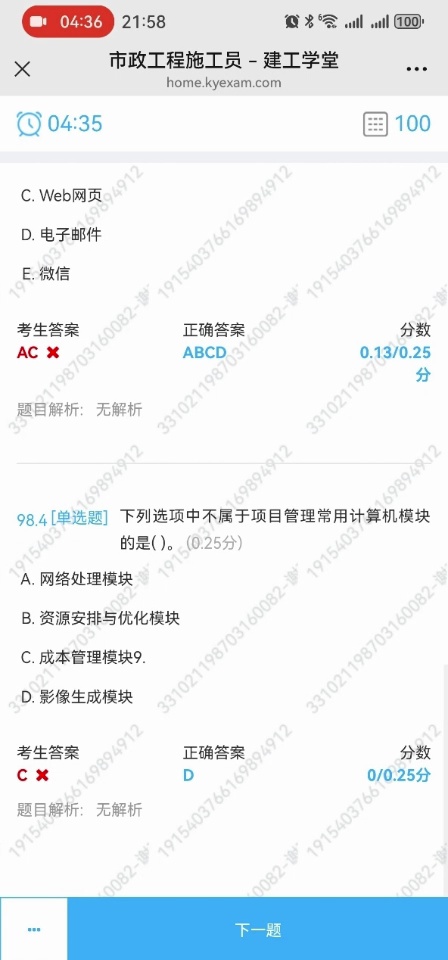 04:36 21:58 100
市政工程施工员 - 建工学堂
home.kyexam.com
04:35 100
C. Web网页
D. 电子邮件
E. 微信
考生答案 正确答案 分数
AC ABCD 0.13/0.25
分
题目解析: 无解析
98.4 [单选题] 下列选项中不属于项目管理常用计算机模块
的是( )。(0.25分)
A. 网络处理模块
B. 资源安排与优化模块
C. 成本管理模块9.
D. 影像生成模块
考生答案 正确答案 分数
C D 0/0.25分
题目解析: 无解析
下一题